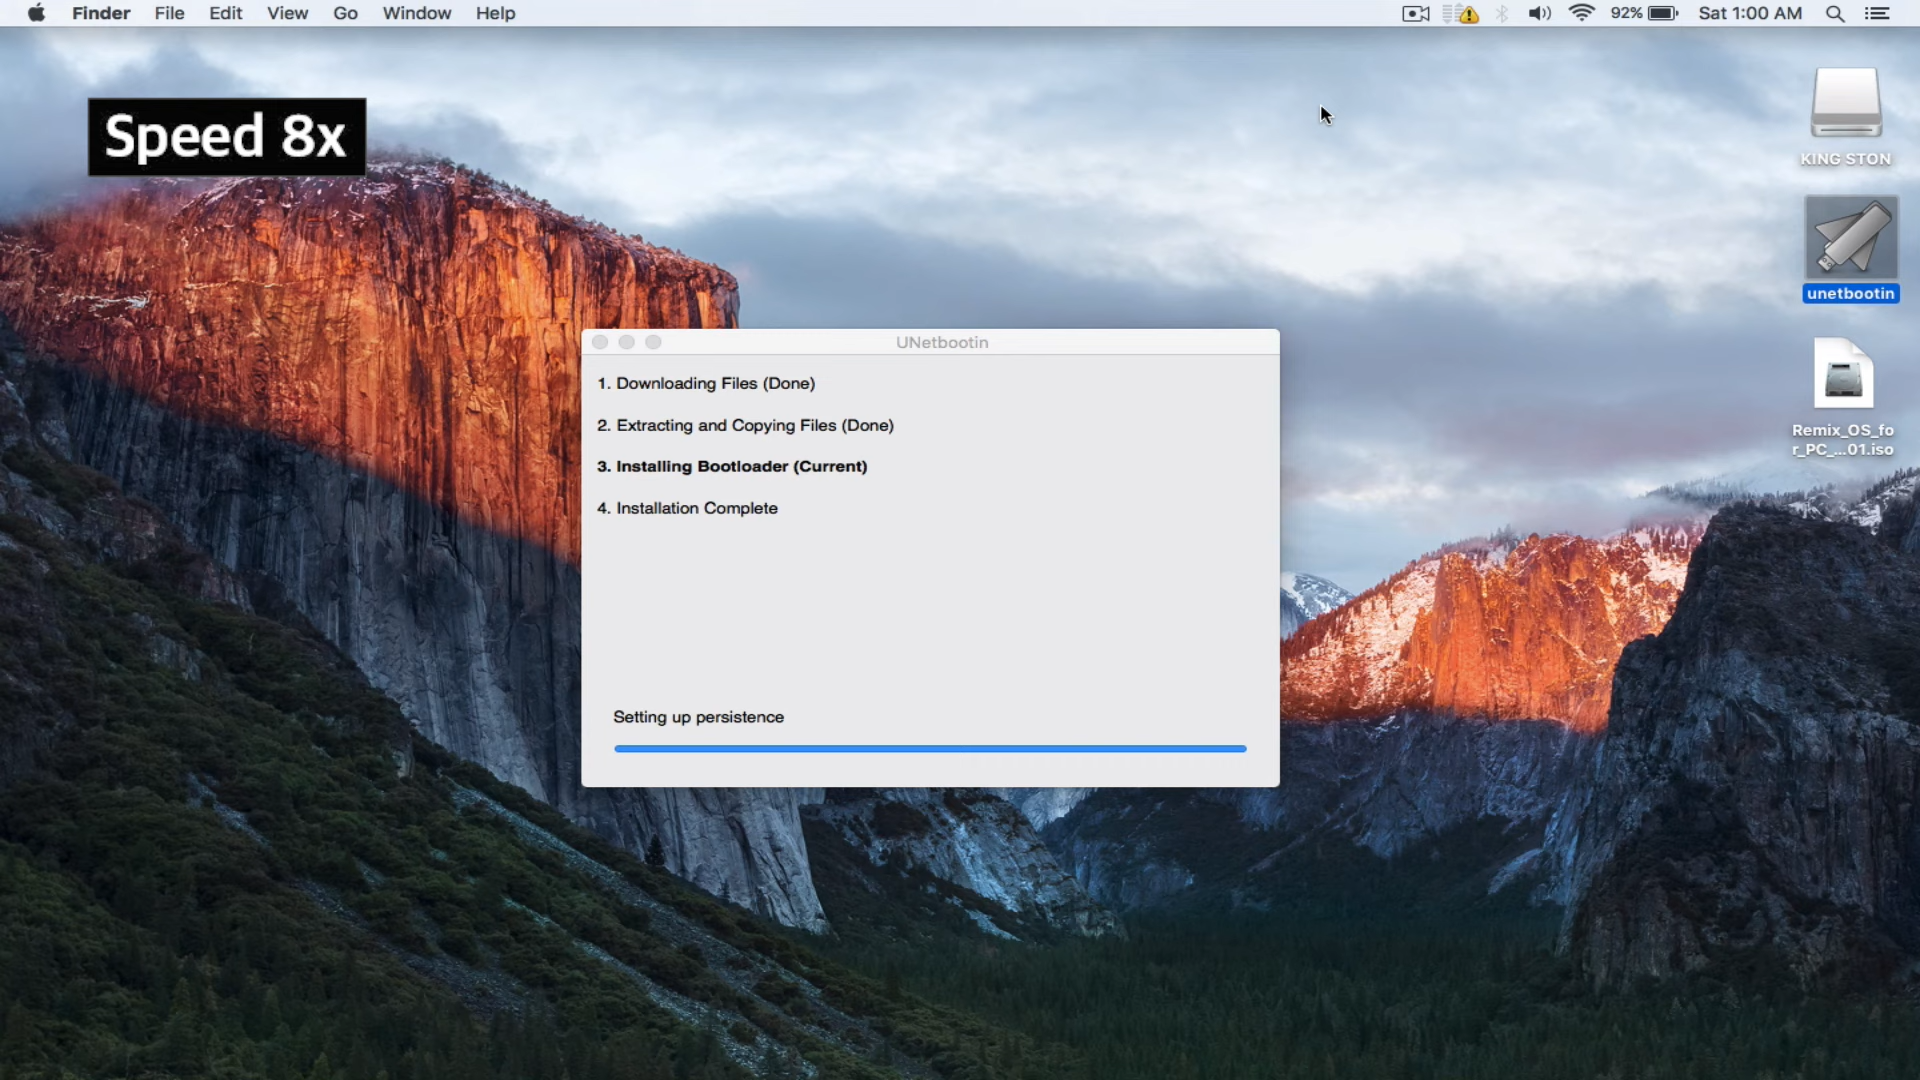 Finder File Edit View Go Window Help
92% Sat 1:00 AM
Speed 8x
KING STON
unetbootin
Remix_OS_fo
r_PC_...01.iso
UNetbootin
1. Downloading Files (Done)
2. Extracting and Copying Files (Done)
3. Installing Bootloader (Current)
4. Installation Complete
Setting up persistence